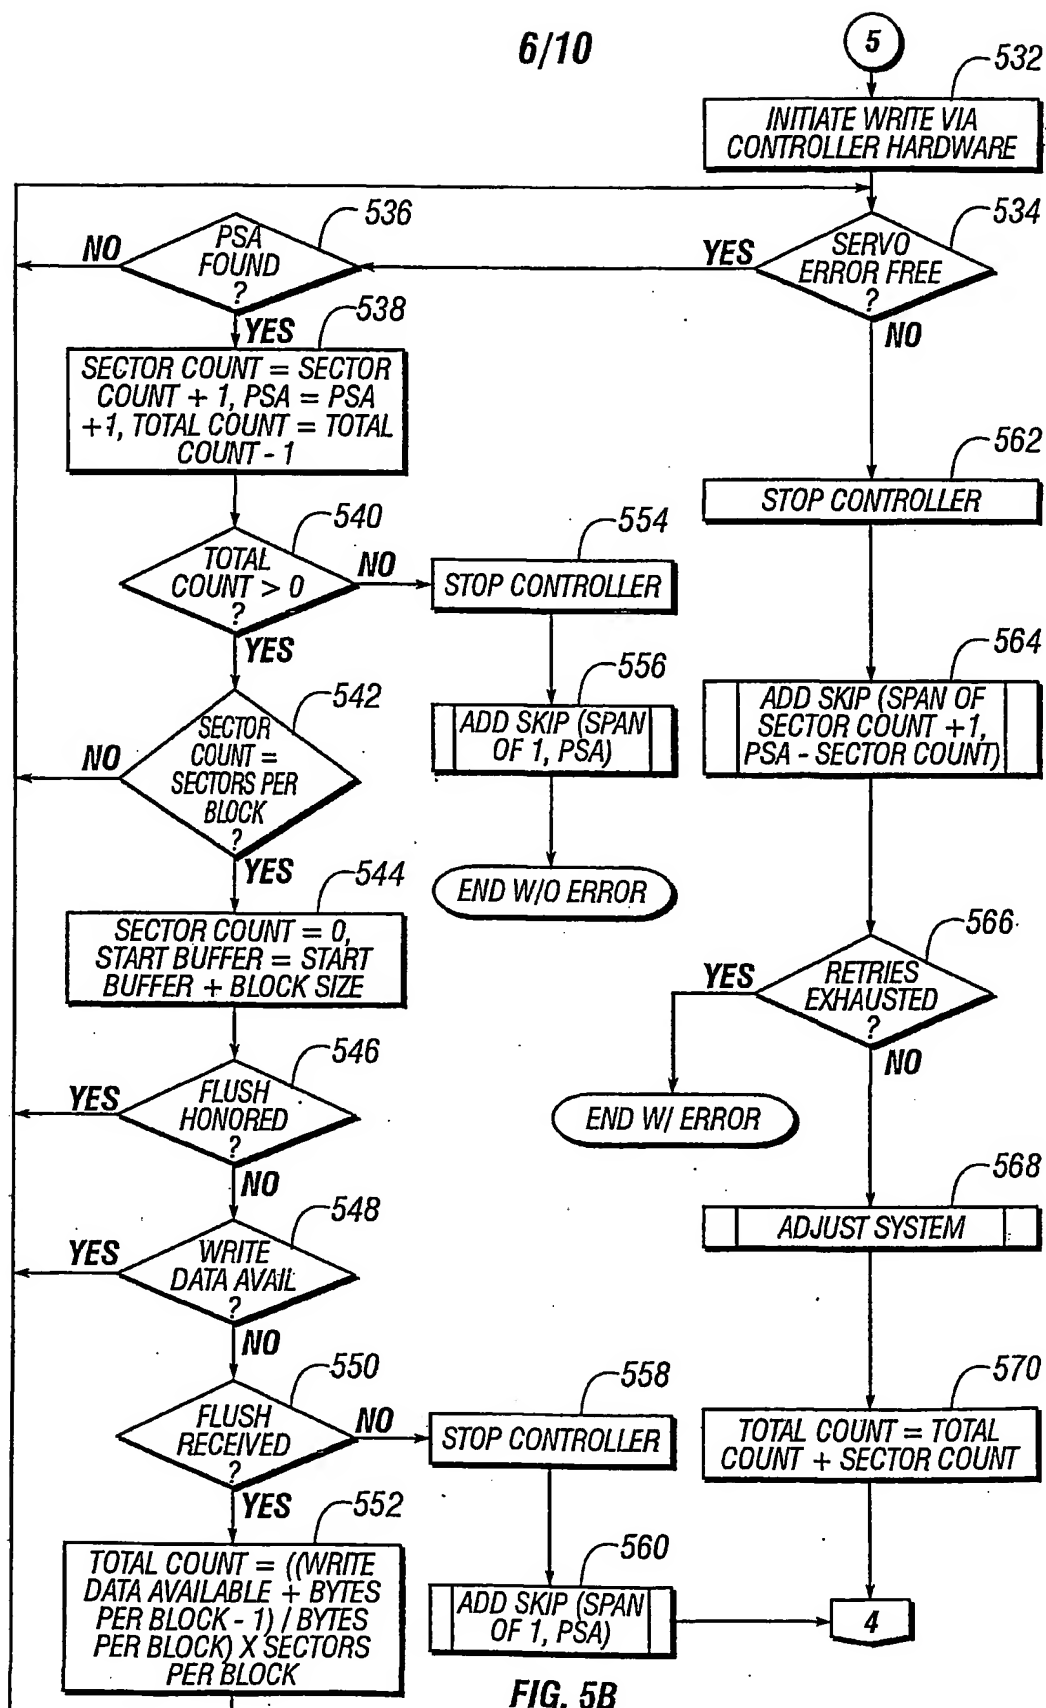 6/10
5
532
INITIATE WRITE VIA
CONTROLLER HARDWARE
534
SERVO
ERROR FREE
?
YES
NO
536
PSA
FOUND
?
NO
YES
538
SECTOR COUNT = SECTOR
COUNT + 1, PSA = PSA
+1, TOTAL COUNT = TOTAL
COUNT - 1
540
TOTAL
COUNT > 0
?
NO
YES
554
STOP CONTROLLER
556
ADD SKIP (SPAN
OF 1, PSA)
END W/O ERROR
542
SECTOR
COUNT =
SECTORS PER
BLOCK
?
NO
YES
544
SECTOR COUNT = 0,
START BUFFER = START
BUFFER + BLOCK SIZE
546
FLUSH
HONORED
?
YES
NO
548
WRITE
DATA AVAIL
?
YES
NO
550
FLUSH
RECEIVED
?
NO
YES
552
TOTAL COUNT = ((WRITE
DATA AVAILABLE + BYTES
PER BLOCK - 1) / BYTES
PER BLOCK) X SECTORS
PER BLOCK
558
STOP CONTROLLER
560
ADD SKIP (SPAN
OF 1, PSA)
562
STOP CONTROLLER
564
ADD SKIP (SPAN OF
SECTOR COUNT +1,
PSA - SECTOR COUNT)
566
RETRIES
EXHAUSTED
?
YES
NO
END W/ ERROR
568
ADJUST SYSTEM
570
TOTAL COUNT = TOTAL
COUNT + SECTOR COUNT
4
FIG. 5B